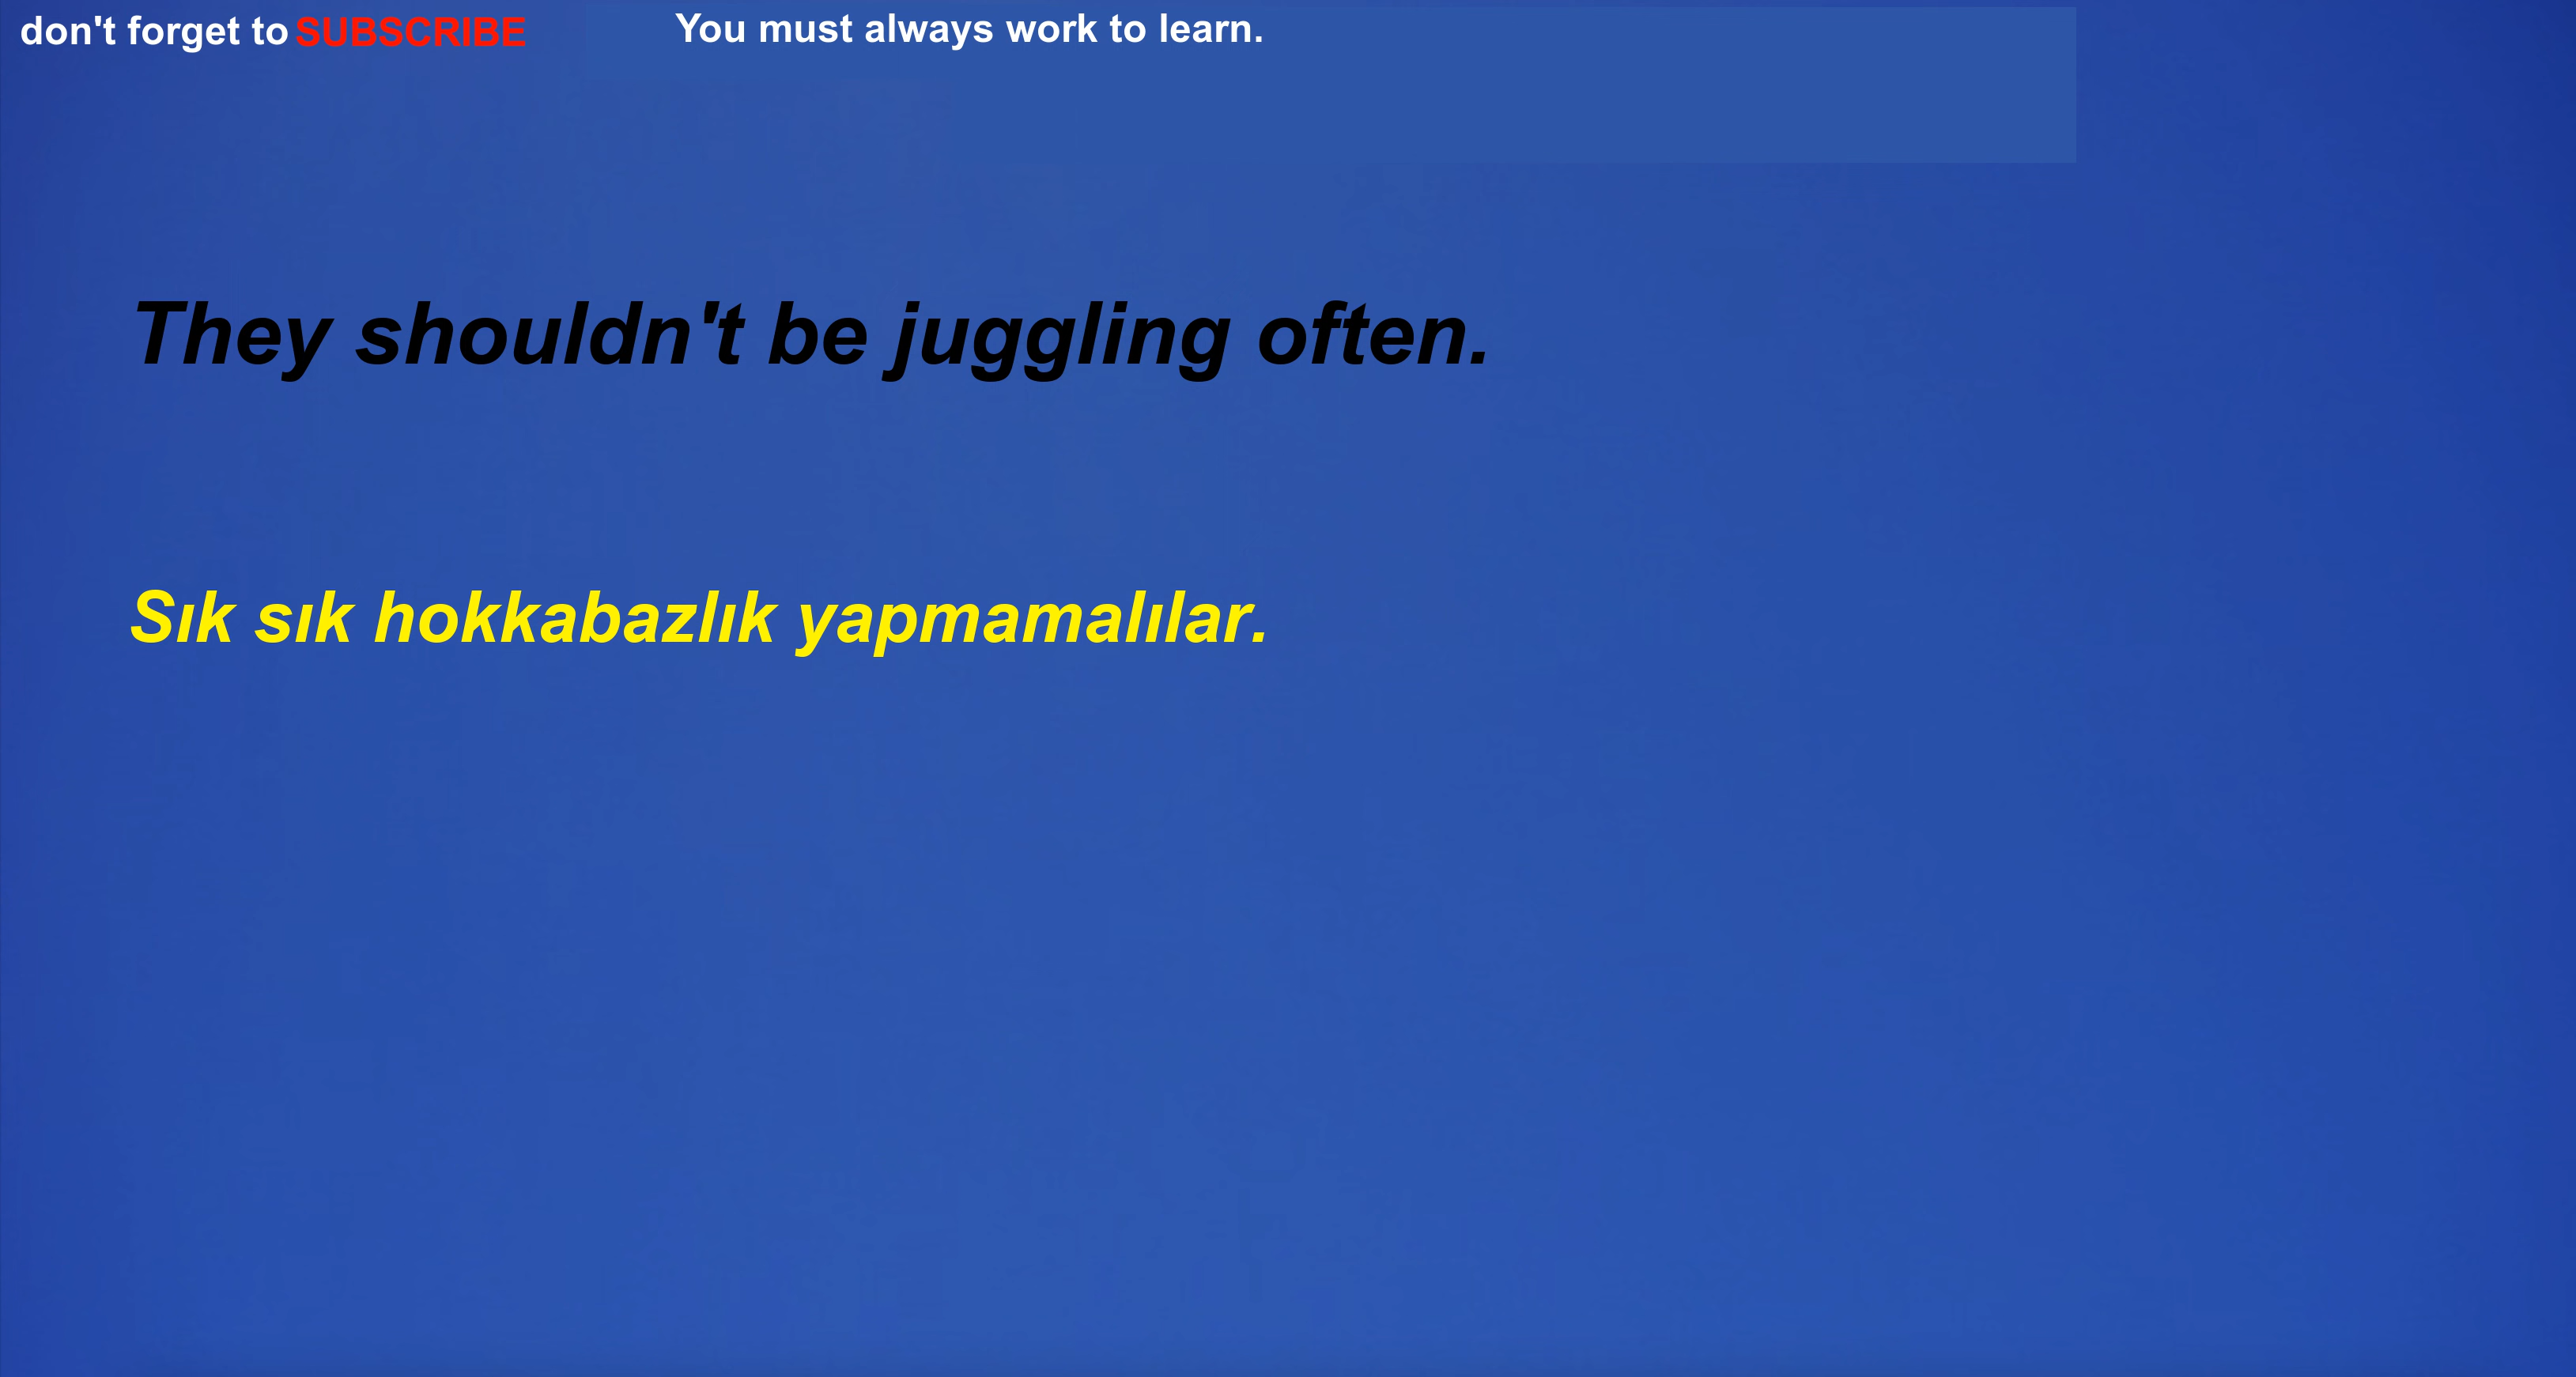 don't forget to SUBSCRIBE You must always work to learn.
They shouldn't be juggling often.
Sık sık hokkabazlık yapmamalılar.